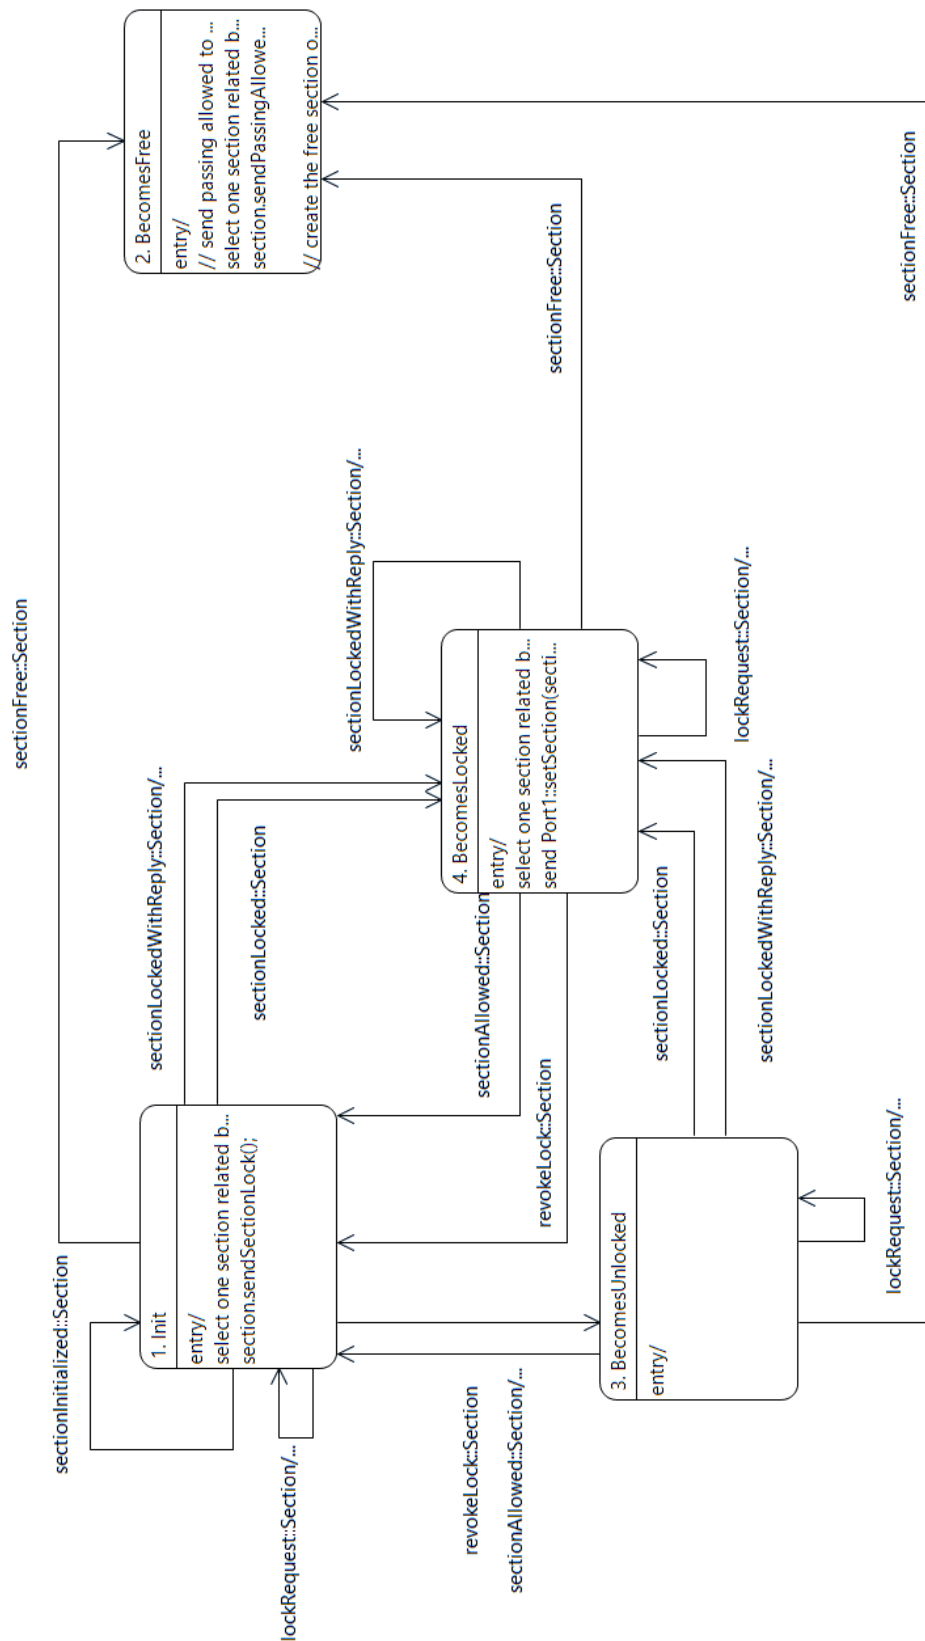 sectionFree::Section
sectionInitialized::Section
lockRequest::Section/...
1. Init
entry/
select one section related b...
section.sendSectionLock();
sectionLockedWithReply::Section/...
sectionLocked::Section
2. BecomesFree
entry/
// send passing allowed to ...
select one section related b...
section.sendPassingAllowe...
// create the free section o...
sectionLockedWithReply::Section/...
4. BecomesLocked
entry/
select one section related b...
send Port1::setSection(secti...
sectionFree::Section
sectionAllowed::Section
revokeLock::Section
revokeLock::Section
sectionAllowed::Section/...
3. BecomesUnlocked
entry/
sectionLocked::Section
sectionLockedWithReply::Section/...
lockRequest::Section/...
lockRequest::Section/...
sectionFree::Section